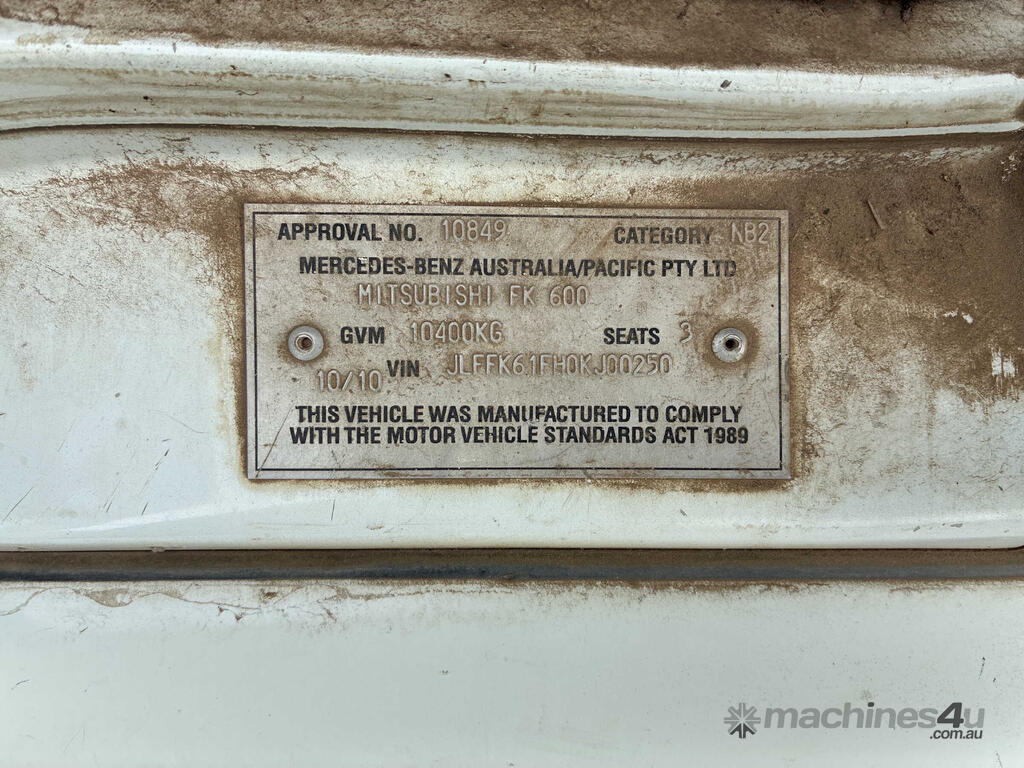 APPROVAL NO. 10849 CATEGORY NB2
MERCEDES-BENZ AUSTRALIA/PACIFIC PTY LTD
MITSUBISHI FK 600
GVM 10400KG SEATS 3
10/10 VIN JLFFK61FH0KJ00250
THIS VEHICLE WAS MANUFACTURED TO COMPLY
WITH THE MOTOR VEHICLE STANDARDS ACT 1989
machines4u
.com.au